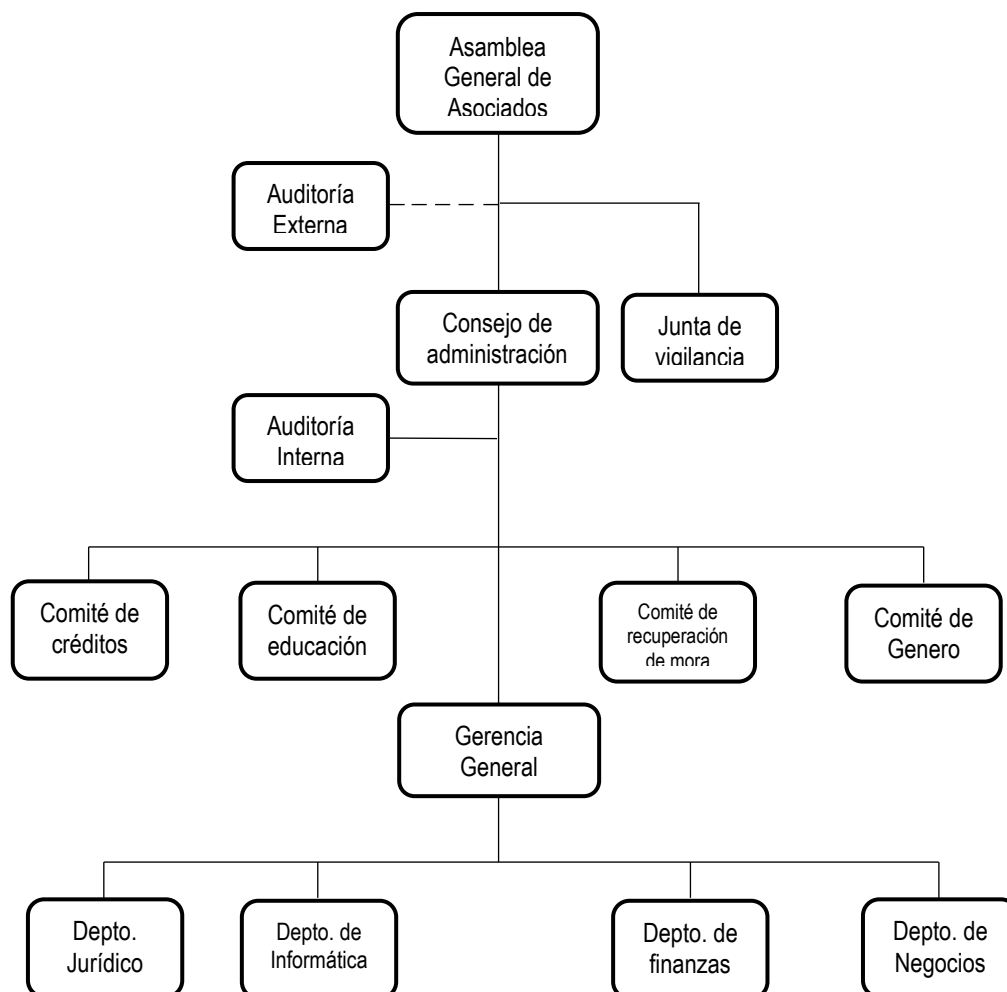 Asamblea
General de
Asociados
Auditoría
Externa
Consejo de
administración
Junta de
vigilancia
Auditoría
Interna
Comité de
créditos
Comité de
educación
Comité de
recuperación
de mora
Comité de
Genero
Gerencia
General
Depto.
Jurídico
Depto. de
Informática
Depto. de
finanzas
Depto. de
Negocios